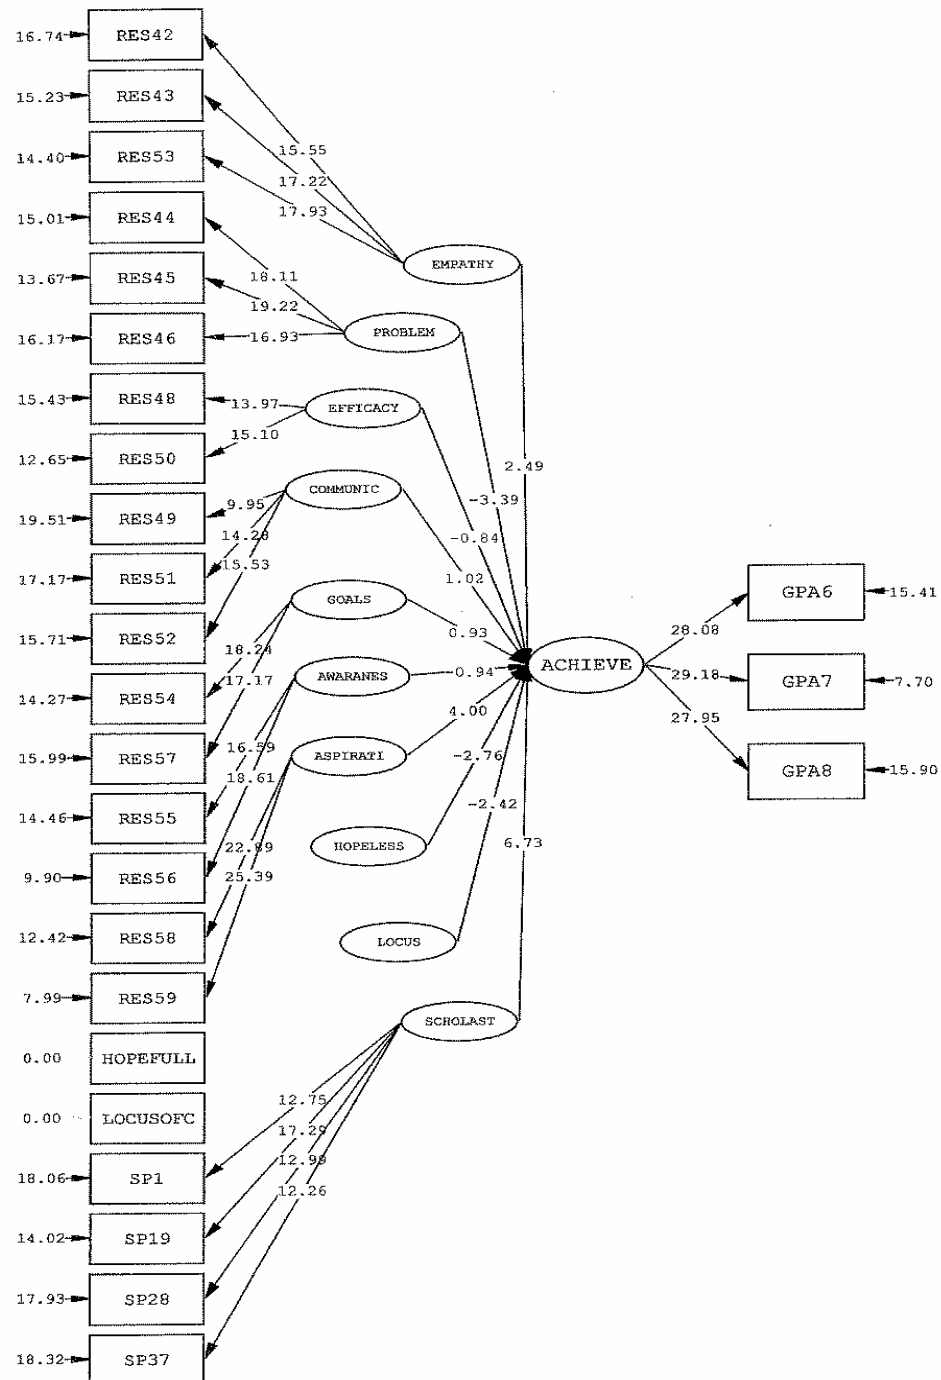 16.74 RES42
15.23 RES43
14.40 RES53
15.01 RES44
13.67 RES45
16.17 RES46
15.43 RES48
12.65 RES50
19.51 RES49
17.17 RES51
15.71 RES52
14.27 RES54
15.99 RES57
14.46 RES55
9.90 RES56
12.42 RES58
7.99 RES59
0.00 HOPEFULL
0.00 LOCUSOFC
18.06 SP1
14.02 SP19
17.93 SP28
18.32 SP37
15.55
17.22
17.93
18.11
19.22
16.93
13.97
15.10
9.95
14.28
15.53
18.24
17.17
16.59
18.61
22.89
25.39
12.75
17.29
12.99
12.26
EMPATHY
PROBLEM
EFFICACY
COMMUNIC
GOALS
AWARANES
ASPIRATI
HOPELESS
LOCUS
SCHOLAST
2.49
-3.39
-0.84
1.02
0.93
-0.94
4.00
-2.76
-2.42
6.73
ACHIEVE
28.08
29.18
27.95
GPA6 15.41
GPA7 7.70
GPA8 15.90